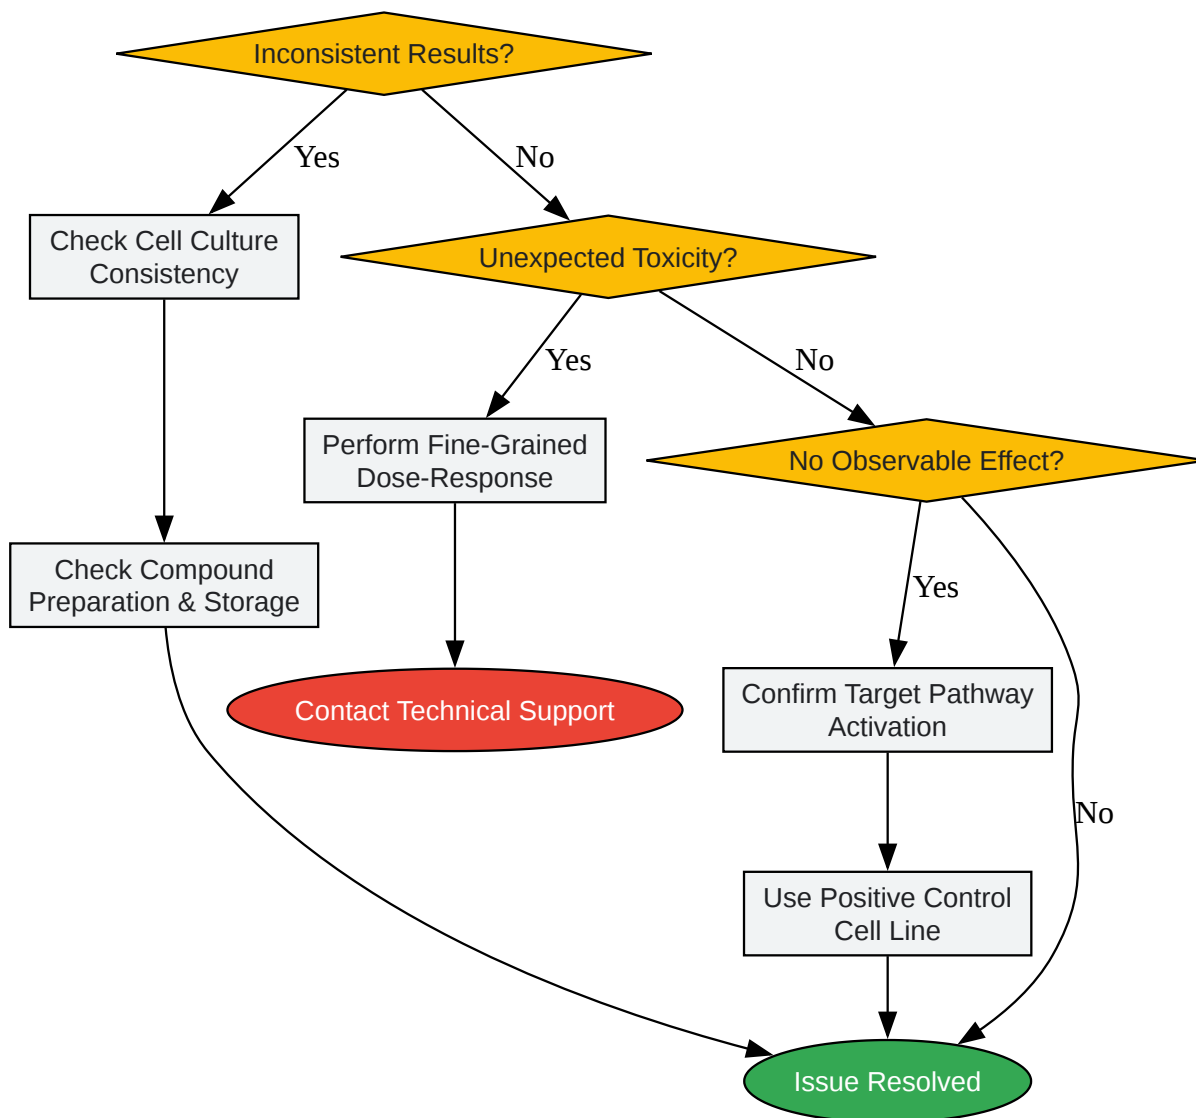 Inconsistent Results?
Yes
No
Check Cell Culture
Consistency
Unexpected Toxicity?
Yes
No
Perform Fine-Grained
Dose-Response
No Observable Effect?
Check Compound
Preparation & Storage
Yes
Contact Technical Support
Confirm Target Pathway
Activation
No
Use Positive Control
Cell Line
Issue Resolved